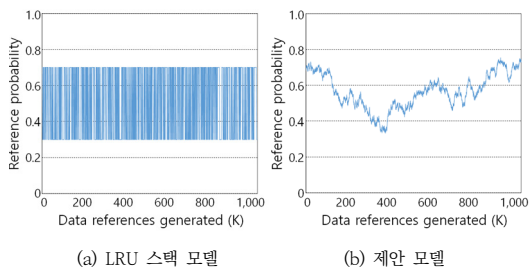 1.0
0.8
0.6
0.4
0.2
0
Reference probability
0 200 400 600 800 1,000
Data references generated (K)
(a) LRU 스택 모델
1.0
0.8
0.6
0.4
0.2
0
Reference probability
0 200 400 600 800 1,000
Data references generated (K)
(b) 제안 모델